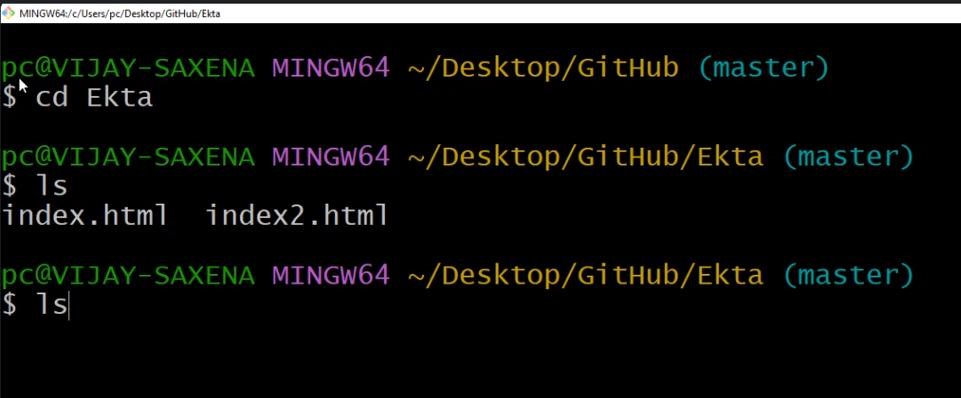 MINGW64:/c/Users/pc/Desktop/GitHub/Ekta
pc@VIJAY-SAXENA MINGW64 ~/Desktop/GitHub (master)
$ cd Ekta
pc@VIJAY-SAXENA MINGW64 ~/Desktop/GitHub/Ekta (master)
$ ls
index.html  index2.html
pc@VIJAY-SAXENA MINGW64 ~/Desktop/GitHub/Ekta (master)
$ ls